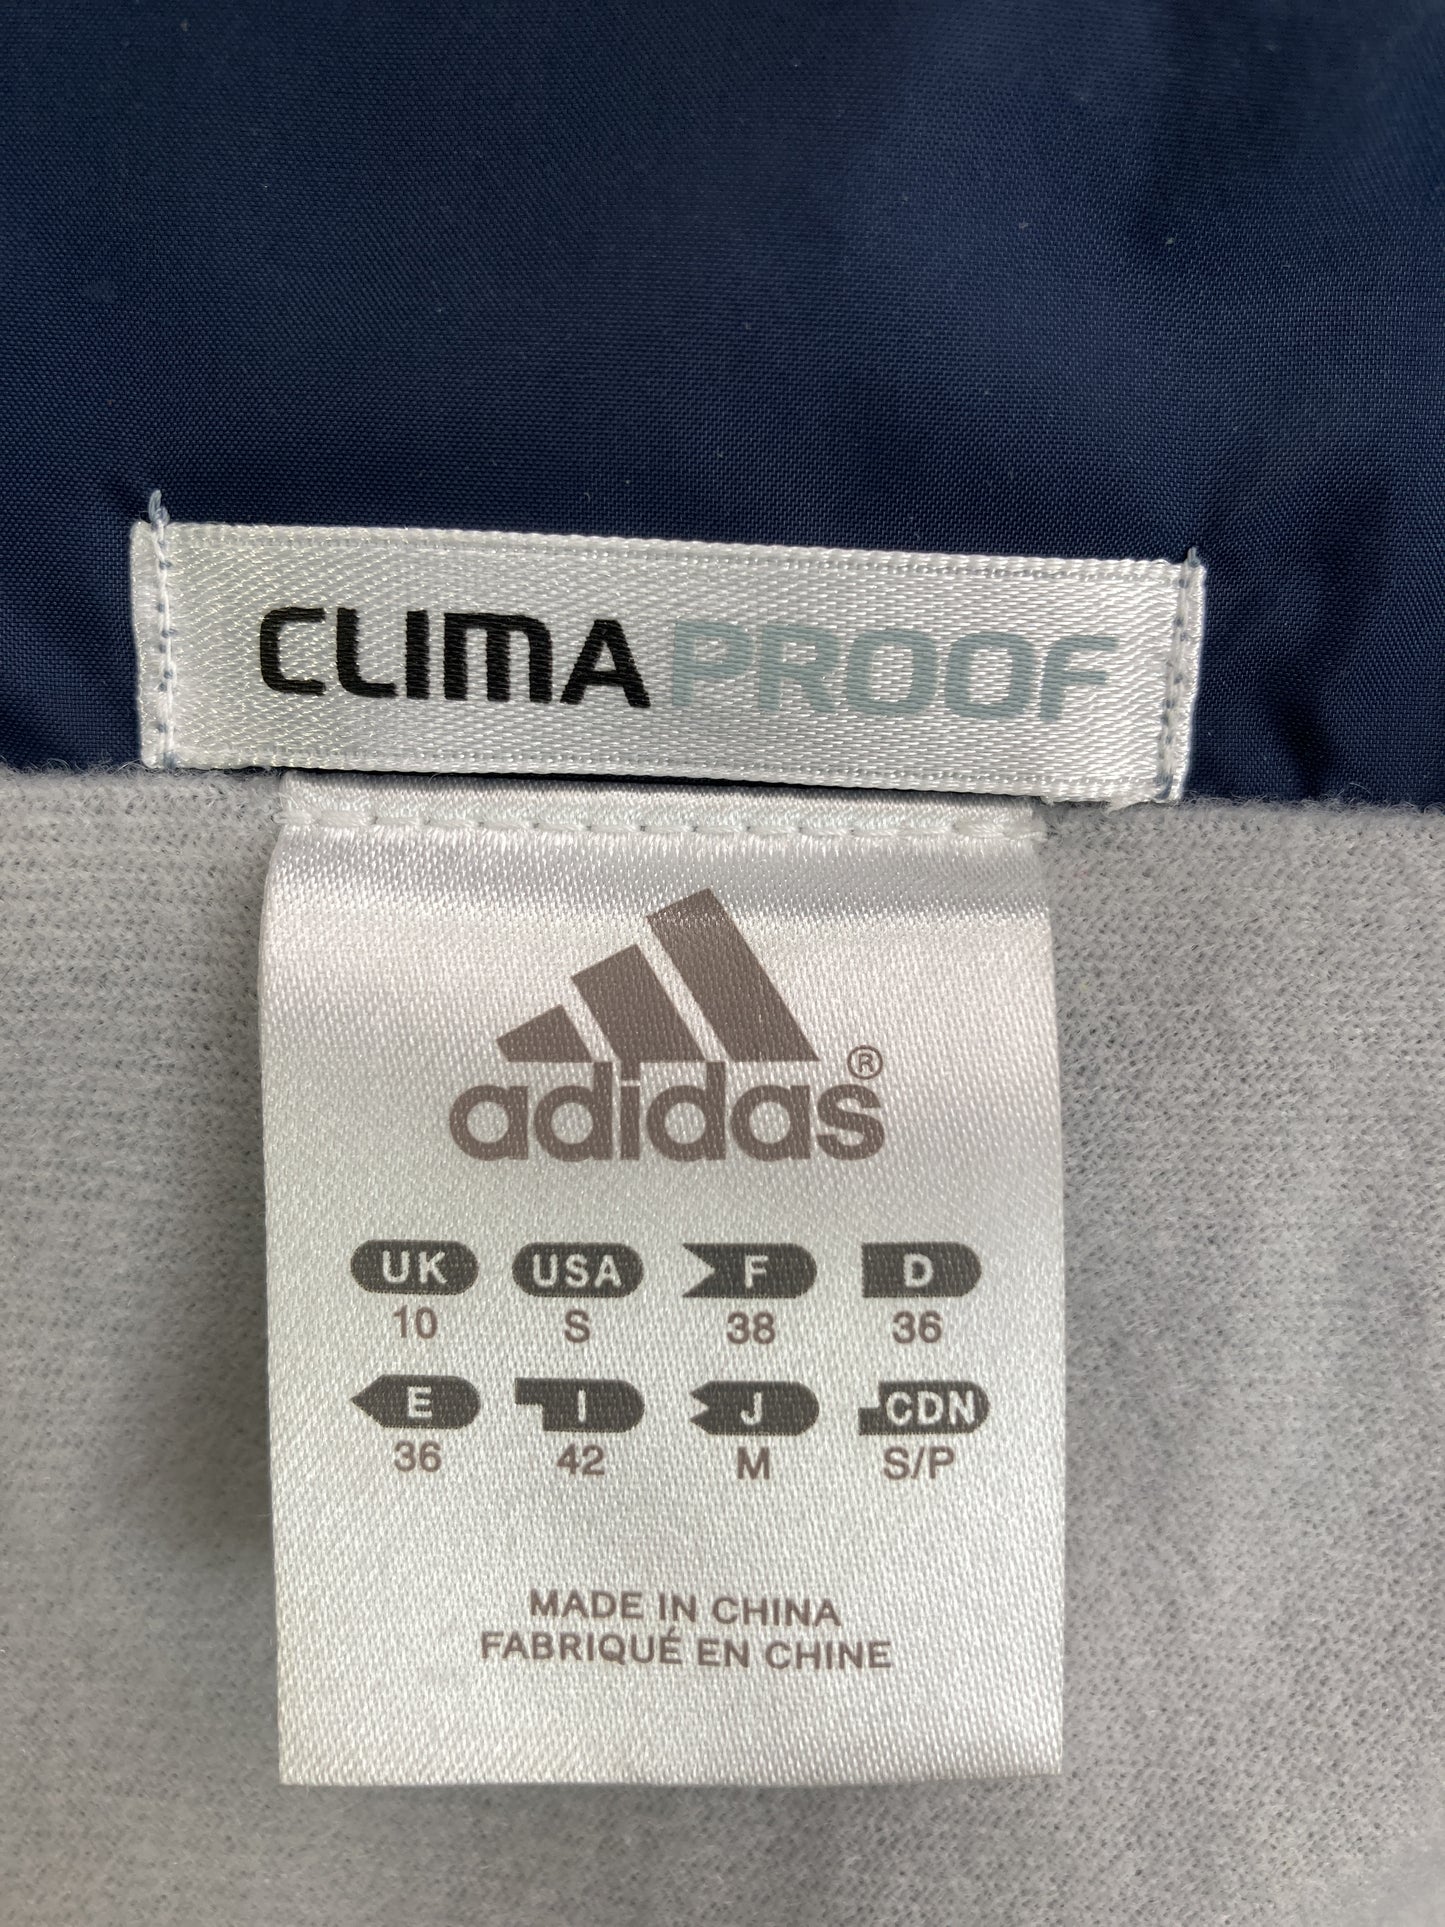 CLIMAPROOF
adidas®
UK USA F D
10 S 38 36
E I J CDN
36 42 M S/P
MADE IN CHINA
FABRIQUÉ EN CHINE